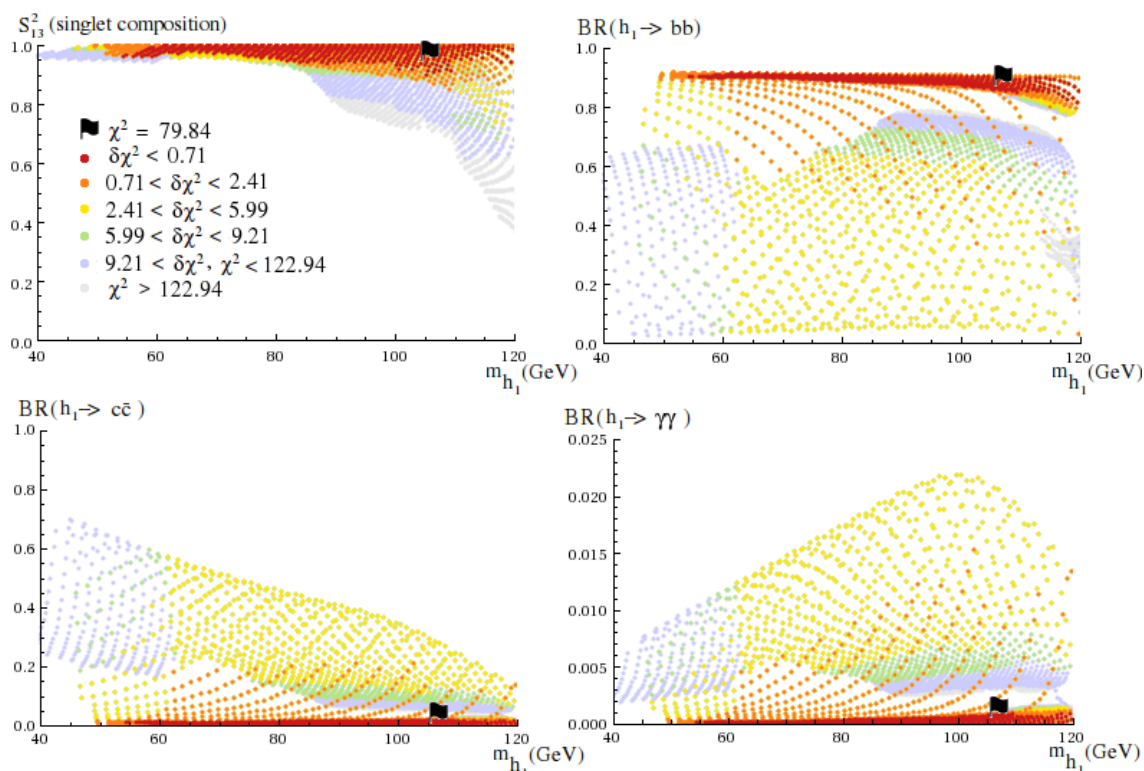 S²₁₃ (singlet composition)
1.0
0.8
0.6
0.4
0.2
0.0
40 60 80 100 120
m_h₁(GeV)
χ² = 79.84
δχ² < 0.71
0.71 < δχ² < 2.41
2.41 < δχ² < 5.99
5.99 < δχ² < 9.21
9.21 < δχ², χ² < 122.94
χ² > 122.94
BR(h₁-> bb)
1.0
0.8
0.6
0.4
0.2
0.0
40 60 80 100 120
m_h₁(GeV)
BR(h₁-> cc̄ )
1.0
0.8
0.6
0.4
0.2
0.0
40 60 80 100 120
m_h₁(GeV)
BR(h₁-> γγ )
0.025
0.020
0.015
0.010
0.005
0.000
40 60 80 100 120
m_h₁(GeV)